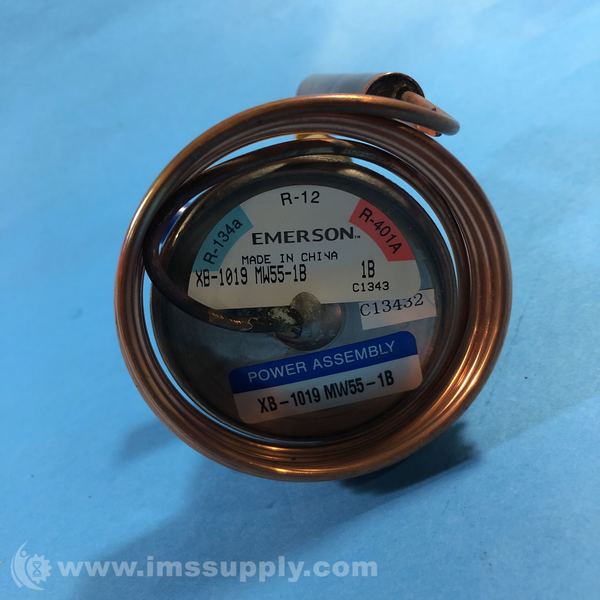 R-12
R-134a
R-401A
EMERSON™
MADE IN CHINA
XB-1019 MW55-1B 1B
C1343
C13432
POWER ASSEMBLY
XB-1019 MW55-1B
www.imssupply.com